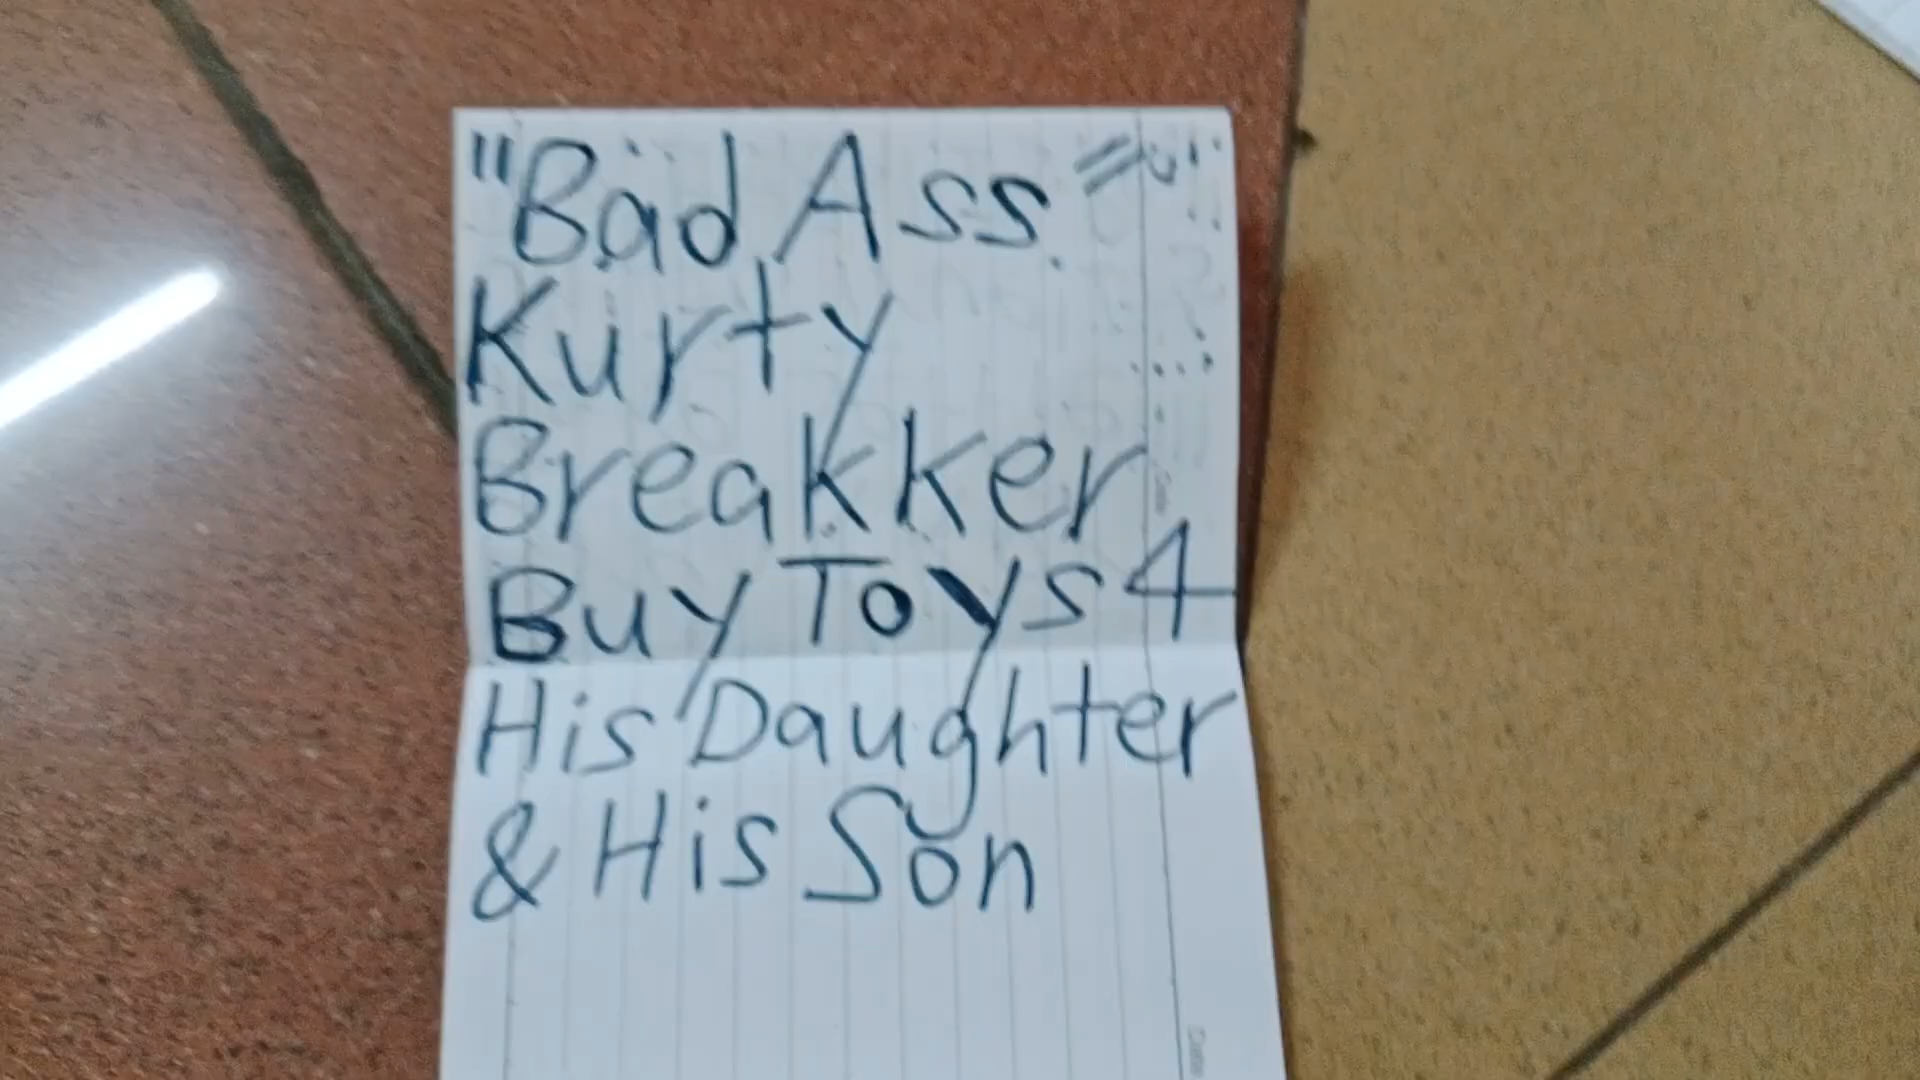 "Bad Ass"
Kurty
Breakker
Buy Toys 4
His Daughter
& His Son